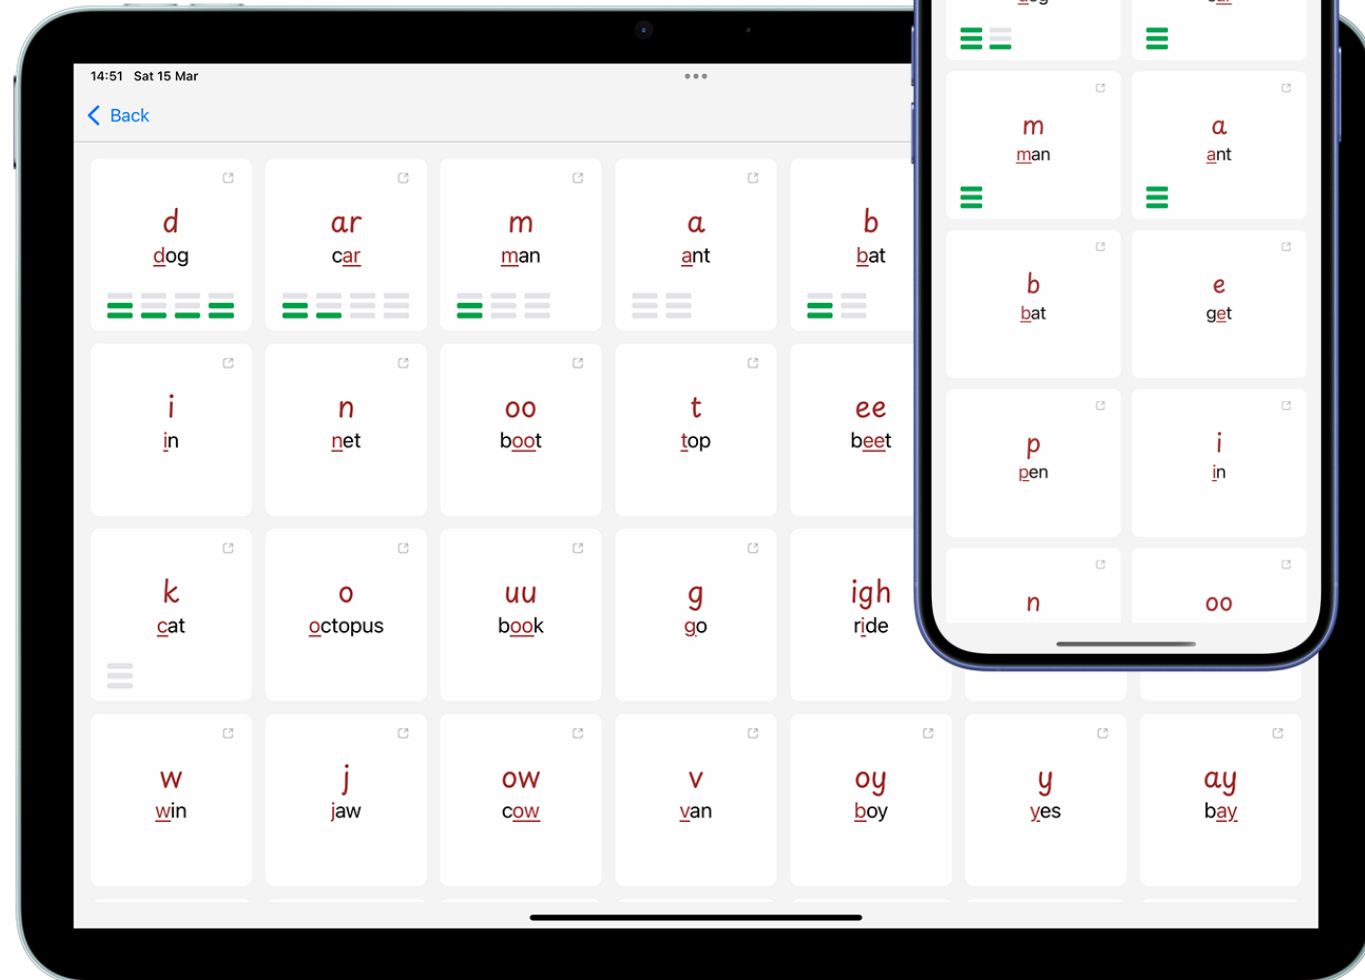 14:51 Sat 15 Mar
Back
d
dog
ar
car
m
man
a
ant
b
bat
i
in
n
net
oo
boot
t
top
ee
beet
k
cat
o
octopus
uu
book
g
go
igh
ride
w
win
j
jaw
ow
cow
v
van
oy
boy
y
yes
ay
bay
m
man
a
ant
b
bat
e
get
p
pen
i
in
n
oo